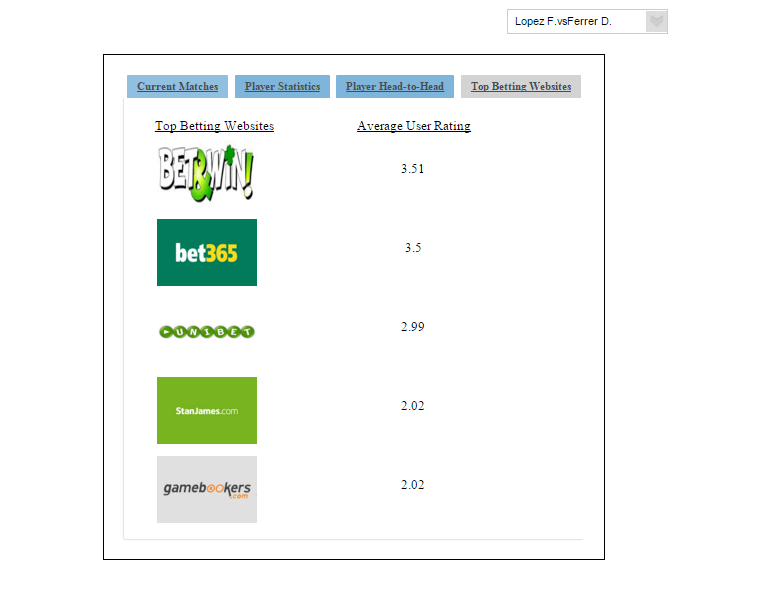 Lopez F.vsFerrer D.
Current Matches Player Statistics Player Head-to-Head Top Betting Websites
Top Betting Websites Average User Rating
BET&WIN! 3.51
bet365 3.5
UNIBET 2.99
StanJames.com 2.02
gamebookers.com 2.02